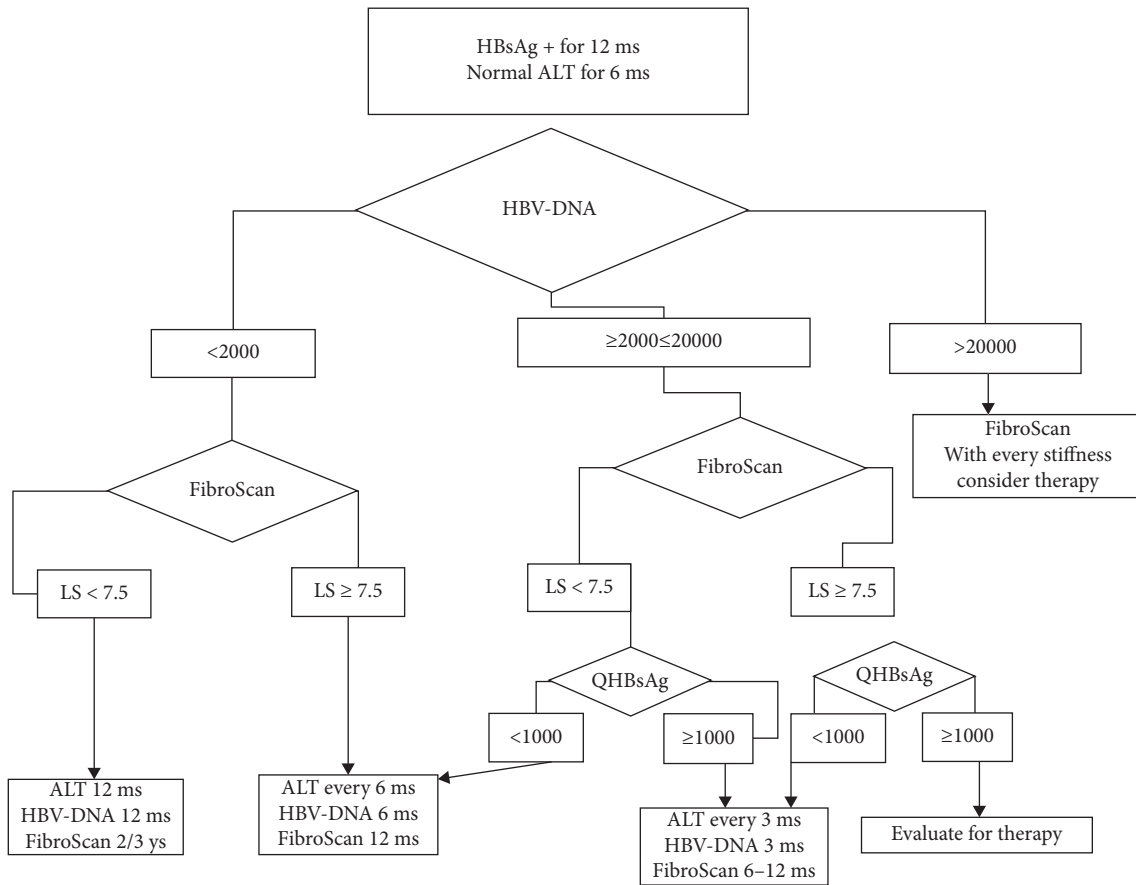 HBsAg + for 12 ms
Normal ALT for 6 ms
HBV-DNA
<2000
≥2000≤20000
>20000
FibroScan
With every stiffness
consider therapy
FibroScan
FibroScan
LS < 7.5
LS ≥ 7.5
LS < 7.5
LS ≥ 7.5
QHBsAg
QHBsAg
<1000
≥1000
<1000
≥1000
ALT 12 ms
HBV-DNA 12 ms
FibroScan 2/3 ys
ALT every 6 ms
HBV-DNA 6 ms
FibroScan 12 ms
ALT every 3 ms
HBV-DNA 3 ms
FibroScan 6–12 ms
Evaluate for therapy